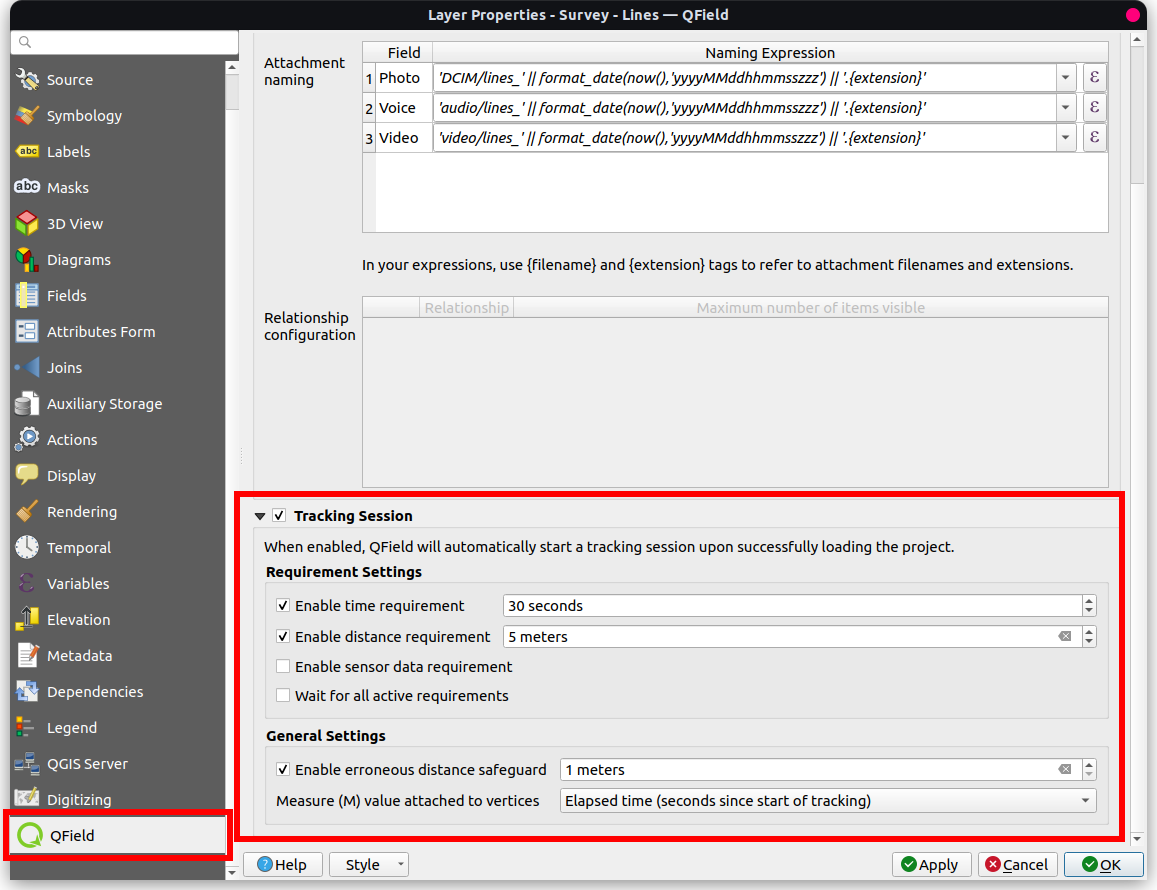 Layer Properties - Survey - Lines — QField
Source
Symbology
abc Labels
abc Masks
3D View
Diagrams
Fields
Attributes Form
Joins
Auxiliary Storage
Actions
Display
Rendering
Temporal
ε Variables
Elevation
Metadata
Dependencies
Legend
QGIS Server
Digitizing
QField
Attachment
naming
Field Naming Expression
1 Photo 'DCIM/lines_' || format_date(now(),'yyyyMMddhhmmsszzz') || '.{extension}' ε
2 Voice 'audio/lines_' || format_date(now(),'yyyyMMddhhmmsszzz') || '.{extension}' ε
3 Video 'video/lines_' || format_date(now(),'yyyyMMddhhmmsszzz') || '.{extension}' ε
In your expressions, use {filename} and {extension} tags to refer to attachment filenames and extensions.
Relationship
configuration
Relationship Maximum number of items visible
Tracking Session
When enabled, QField will automatically start a tracking session upon successfully loading the project.
Requirement Settings
Enable time requirement 30 seconds
Enable distance requirement 5 meters
Enable sensor data requirement
Wait for all active requirements
General Settings
Enable erroneous distance safeguard 1 meters
Measure (M) value attached to vertices Elapsed time (seconds since start of tracking)
? Help Style Apply Cancel OK